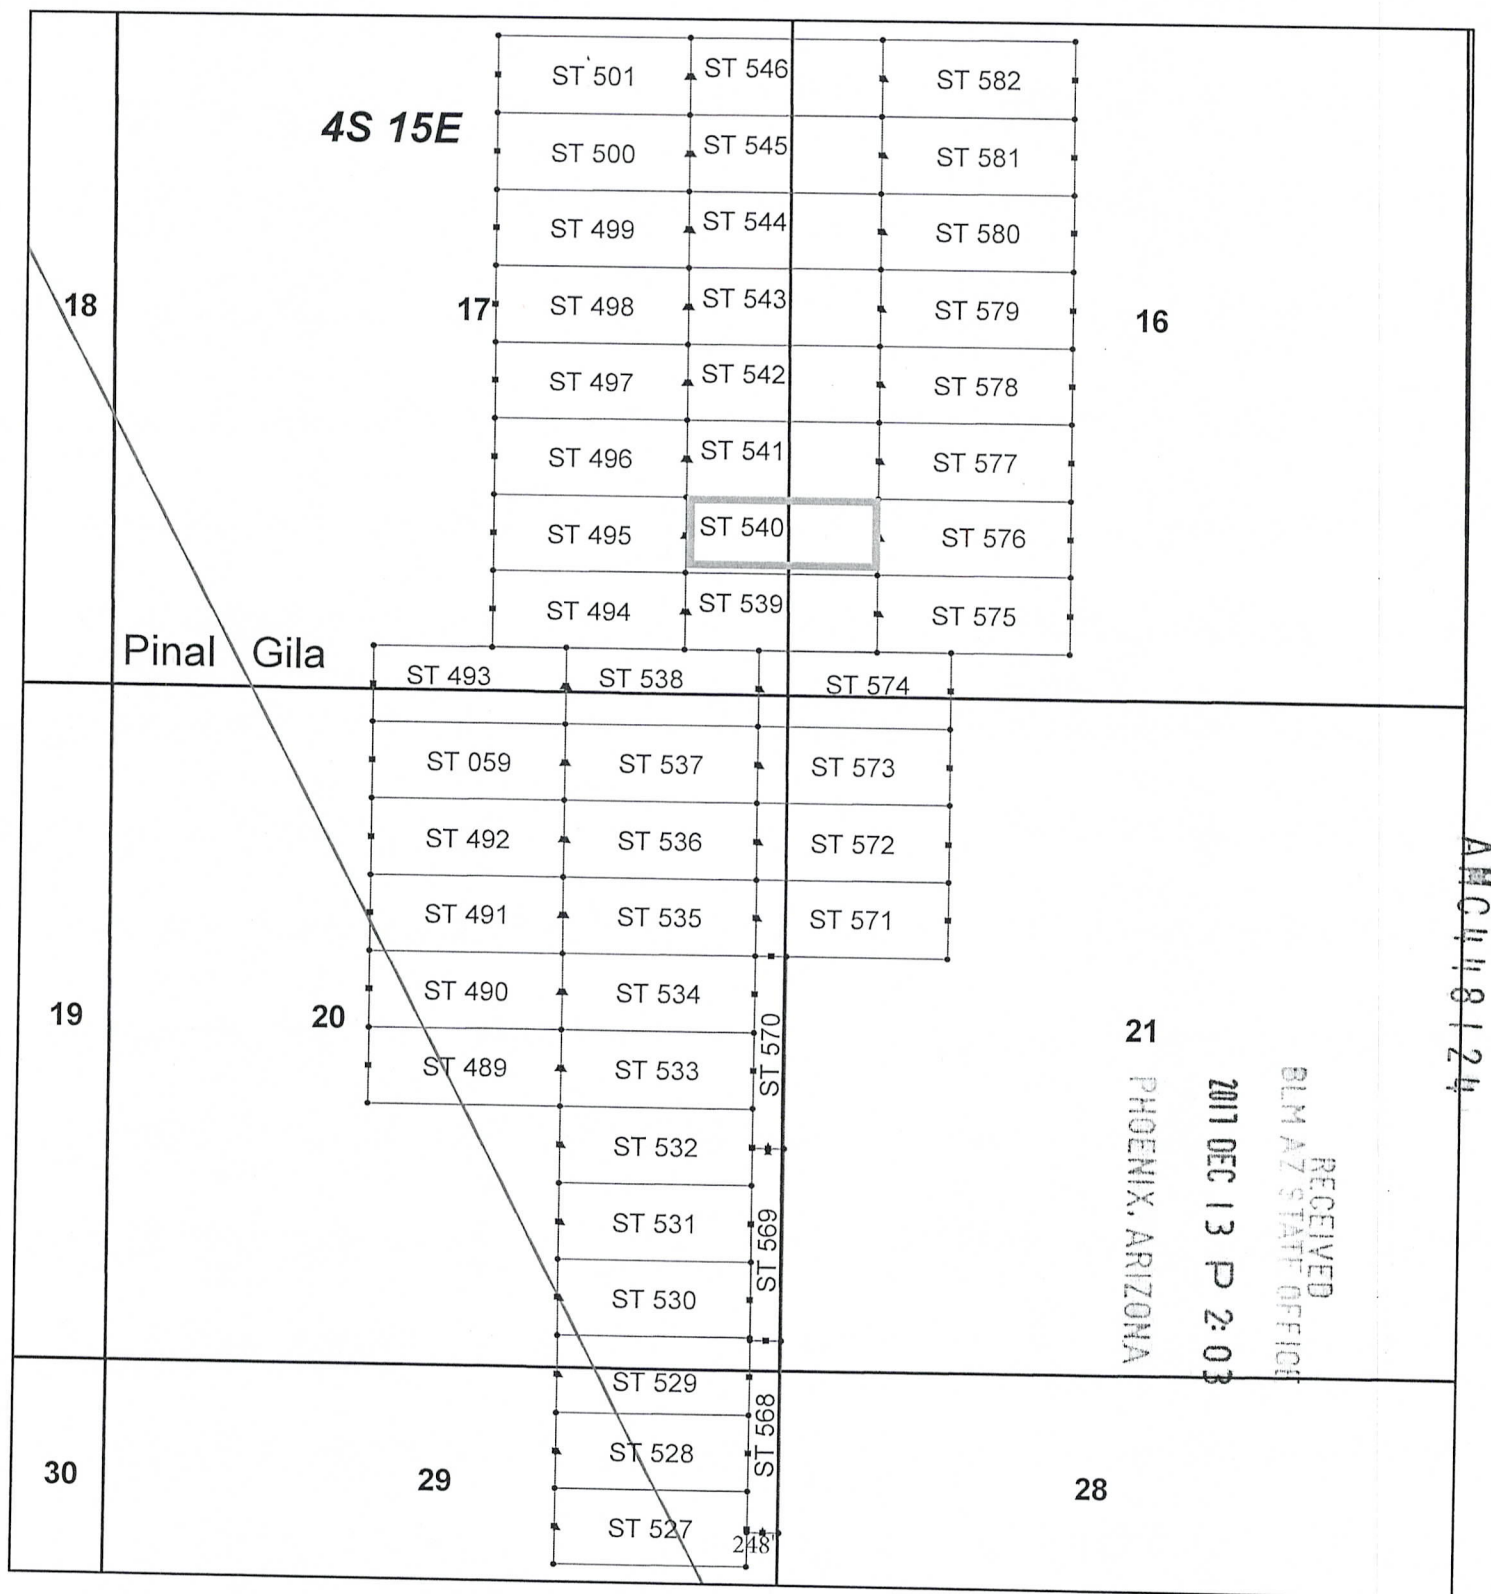 ST 501 ST 546 ST 582
4S 15E
ST 500 ST 545 ST 581
ST 499 ST 544 ST 580
18 17 ST 498 ST 543 ST 579 16
ST 497 ST 542 ST 578
ST 496 ST 541 ST 577
ST 495 ST 540 ST 576
ST 494 ST 539 ST 575
Pinal Gila
ST 493 ST 538 ST 574
ST 059 ST 537 ST 573
ST 492 ST 536 ST 572
ST 491 ST 535 ST 571
ST 490 ST 534
19 20 21
ST 570
ST 489 ST 533
ST 532
ST 531
ST 569
ST 530
ST 529
ST 568
ST 528
30 29 28
ST 527
248'
AMC448124
RECEIVED
BLM AZ STATE OFFICE
2017 DEC 13 P 2:03
PHOENIX, ARIZONA